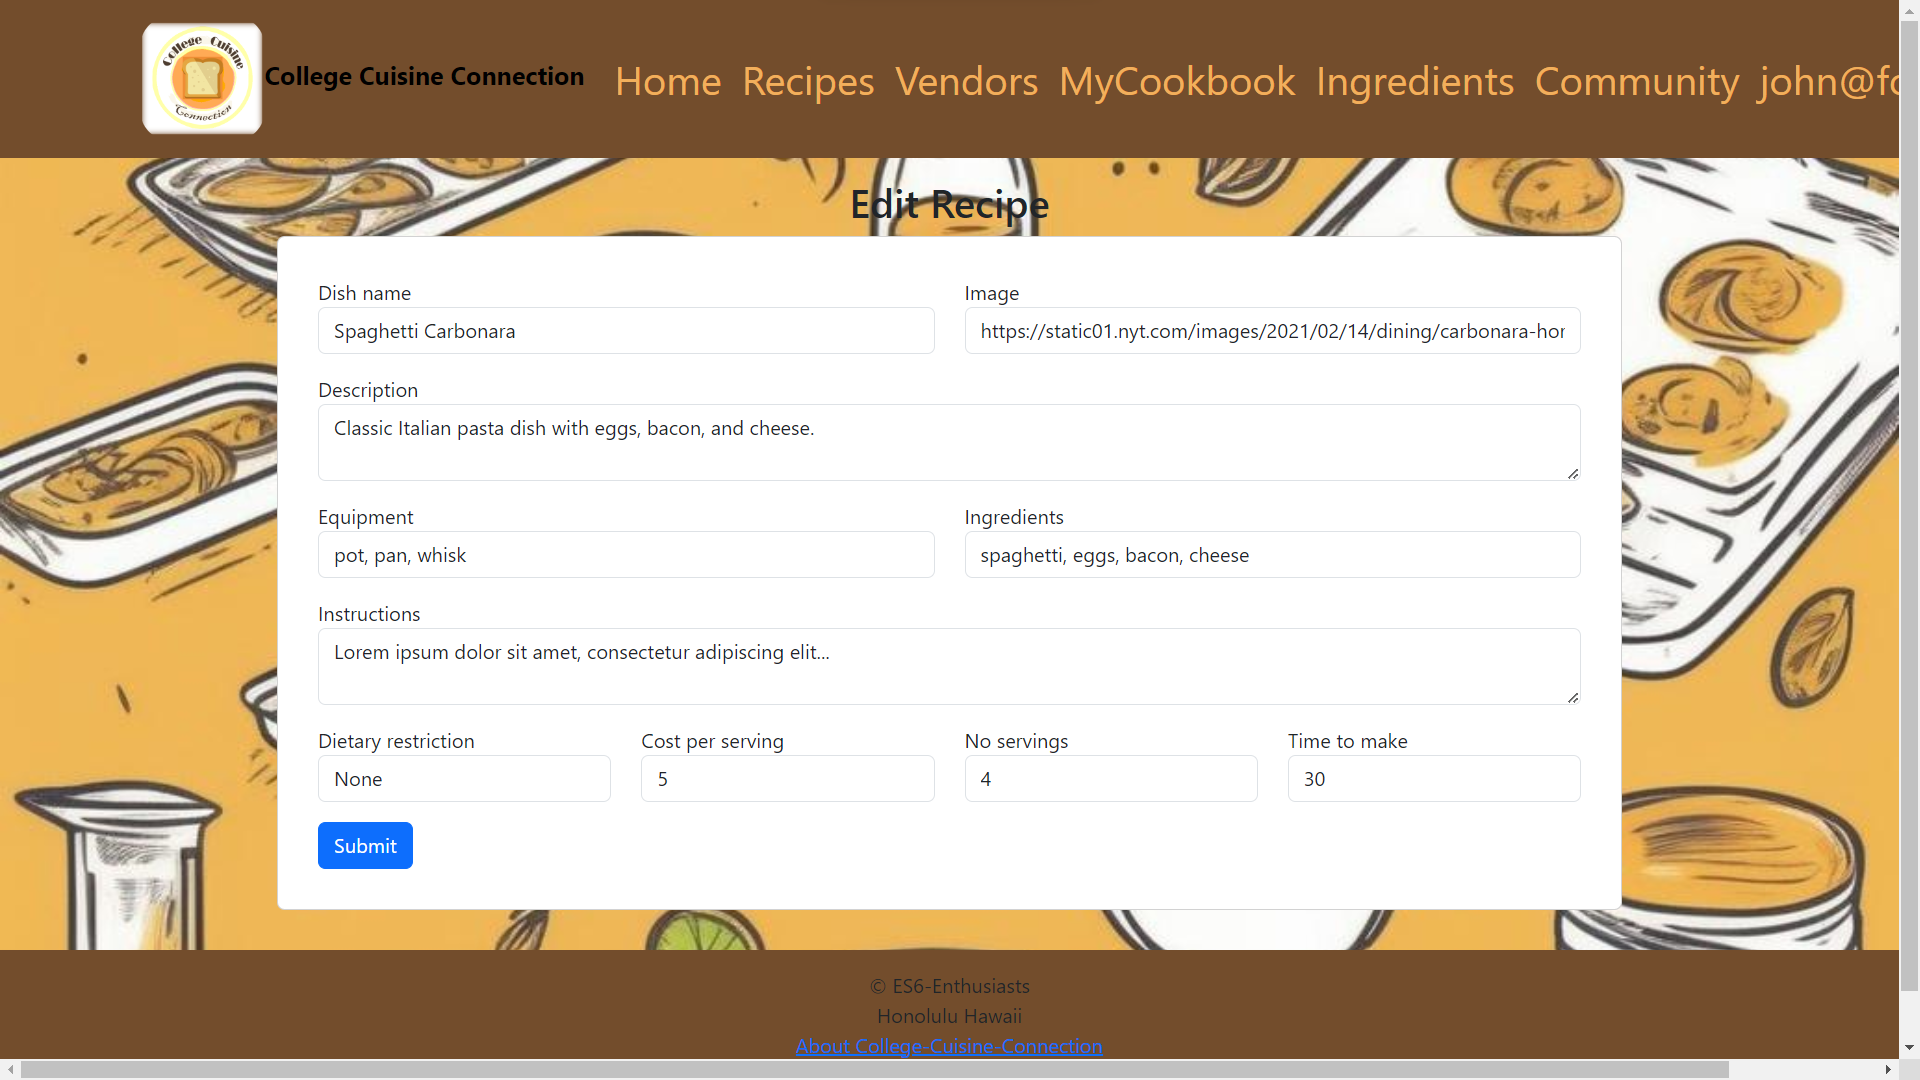 College Cuisine
Connection
College Cuisine Connection Home Recipes Vendors MyCookbook Ingredients Community john@fo
Edit Recipe
Dish name Image
Spaghetti Carbonara https://static01.nyt.com/images/2021/02/14/dining/carbonara-hor
Description
Classic Italian pasta dish with eggs, bacon, and cheese.
Equipment Ingredients
pot, pan, whisk spaghetti, eggs, bacon, cheese
Instructions
Lorem ipsum dolor sit amet, consectetur adipiscing elit...
Dietary restriction Cost per serving No servings Time to make
None 5 4 30
Submit
© ES6-Enthusiasts
Honolulu Hawaii
About College-Cuisine-Connection